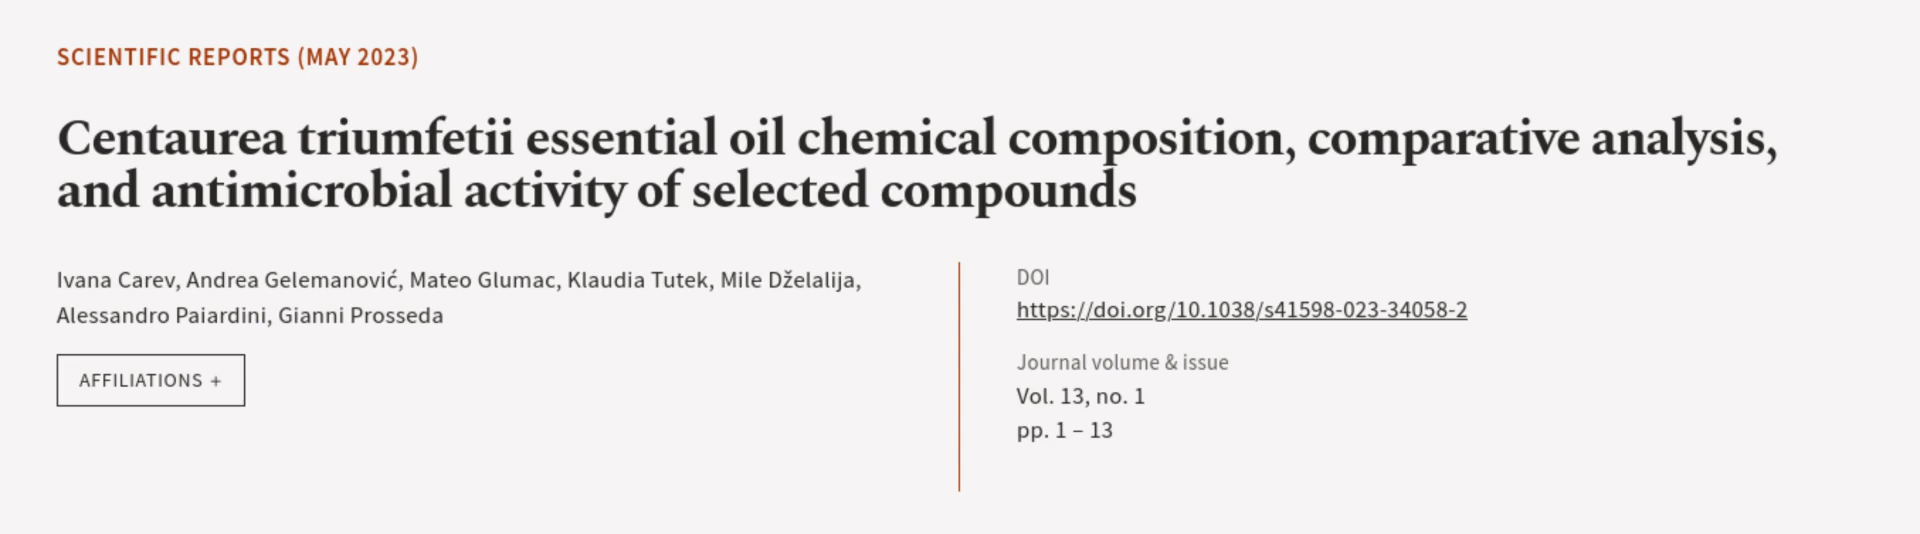 SCIENTIFIC REPORTS (MAY 2023)
Centaurea triumfetii essential oil chemical composition, comparative analysis,
and antimicrobial activity of selected compounds
Ivana Carev, Andrea Gelemanović, Mateo Glumac, Klaudia Tutek, Mile Dželalija,
Alessandro Paiardini, Gianni Prosseda
AFFILIATIONS +
DOI
https://doi.org/10.1038/s41598-023-34058-2
Journal volume & issue
Vol. 13, no. 1
pp. 1 – 13